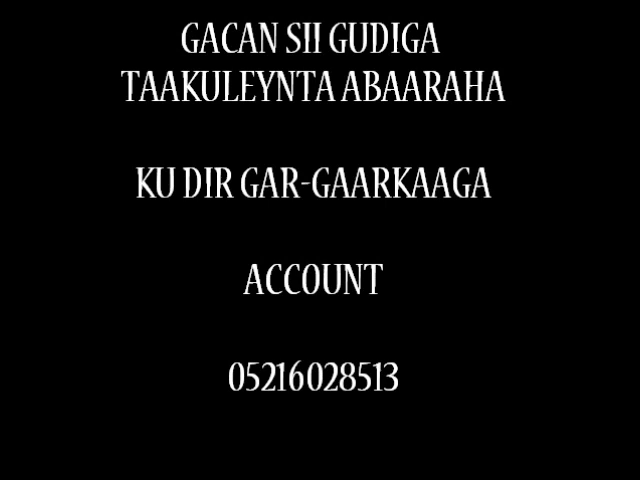 GACAN SII GUDIGA
TAAKULEYNTA ABAARAHA
KU DIR GAR-GAARKAAGA
ACCOUNT
05216028513